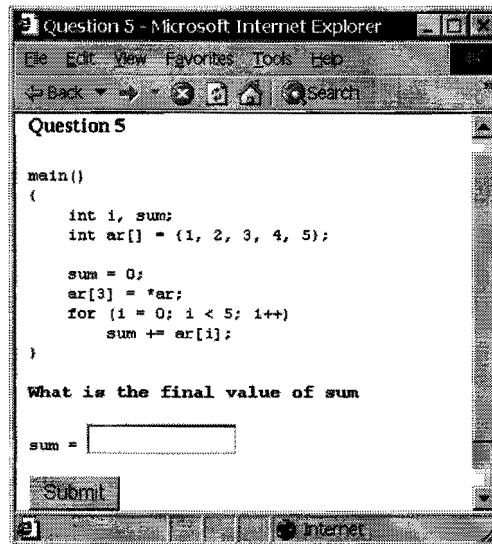 Question 5 - Microsoft Internet Explorer
File Edit View Favorites Tools Help
Back Search
Question 5
main()
{
int i, sum;
int ar[] = {1, 2, 3, 4, 5};
sum = 0;
ar[3] = *ar;
for (i = 0; i < 5; i++)
sum += ar[i];
}
What is the final value of sum
sum =
Submit
Internet